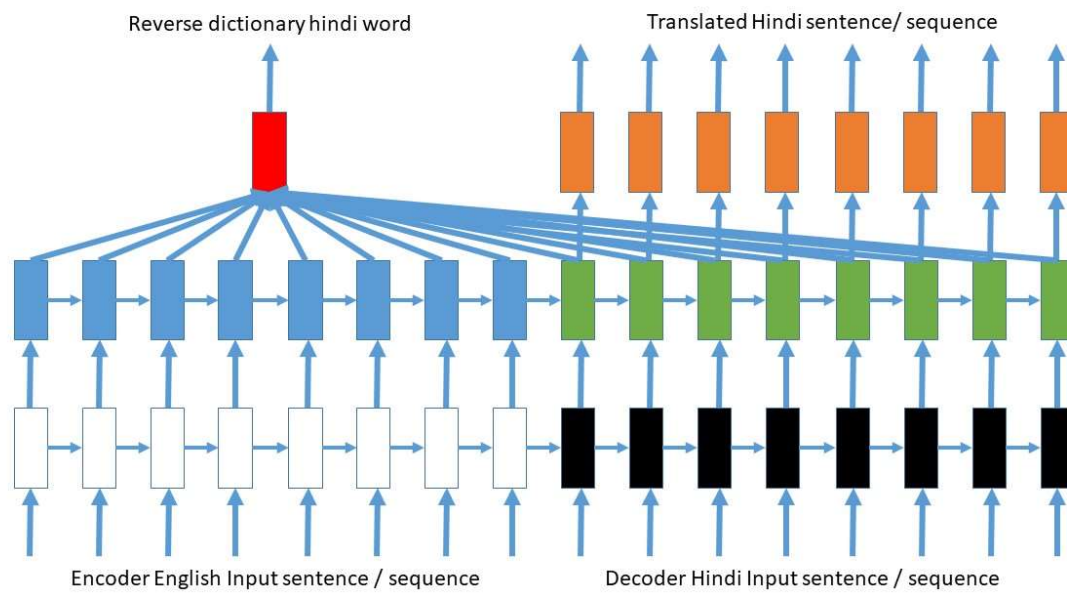 Reverse dictionary hindi word
Translated Hindi sentence/ sequence
Encoder English Input sentence / sequence
Decoder Hindi Input sentence / sequence